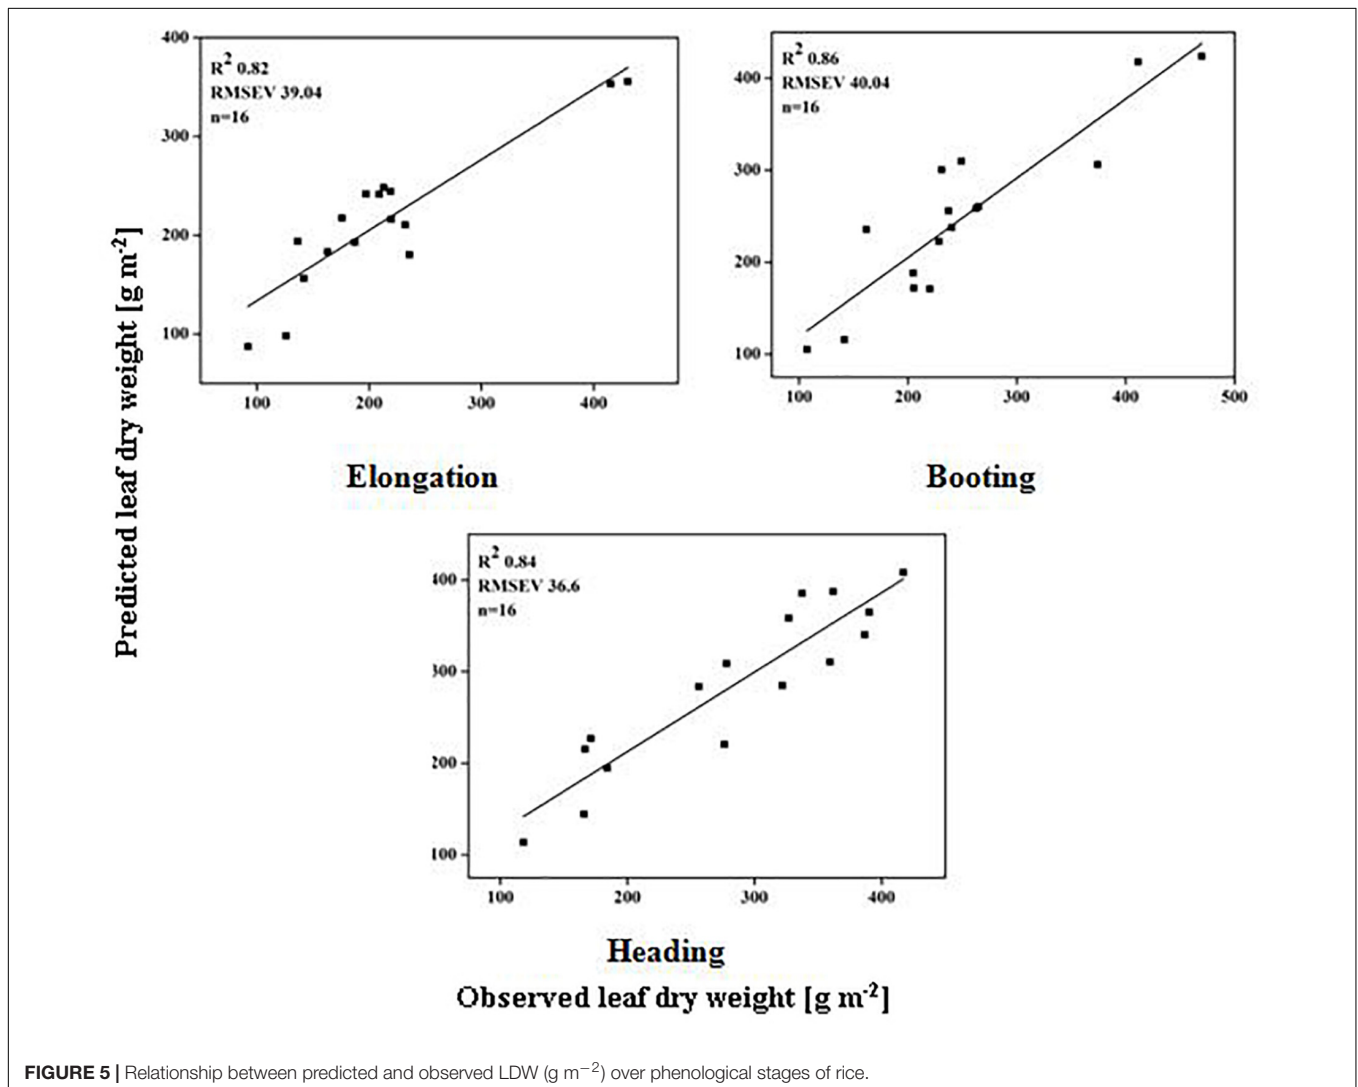 R² 0.82
RMSEV 39.04
n=16
400
300
200
100
100 200 300 400
Elongation
R² 0.86
RMSEV 40.04
n=16
400
300
200
100
100 200 300 400 500
Booting
Predicted leaf dry weight [g m⁻²]
R² 0.84
RMSEV 36.6
n=16
400
300
200
100
100 200 300 400
Heading
Observed leaf dry weight [g m⁻²]
FIGURE 5 | Relationship between predicted and observed LDW (g m⁻²) over phenological stages of rice.